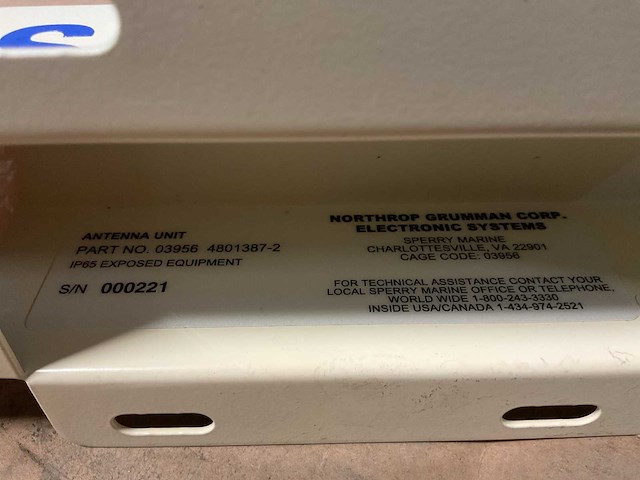 ANTENNA UNIT
PART NO. 03956 4801387-2
IP65 EXPOSED EQUIPMENT
S/N 000221
NORTHROP GRUMMAN CORP.
ELECTRONIC SYSTEMS
SPERRY MARINE
CHARLOTTESVILLE, VA 22901
CAGE CODE: 03956
FOR TECHNICAL ASSISTANCE CONTACT YOUR
LOCAL SPERRY MARINE OFFICE OR TELEPHONE,
WORLD WIDE 1-800-243-3330
INSIDE USA/CANADA 1-434-974-2521